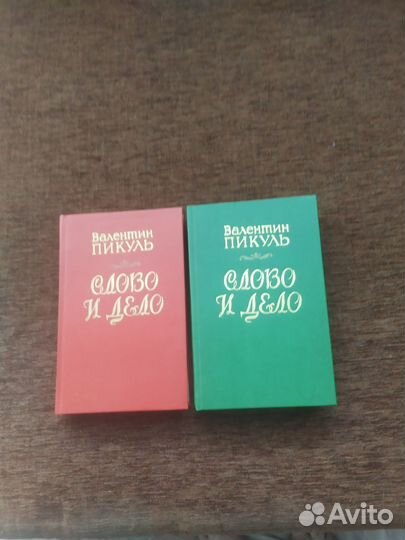 Валентин
ПИКУЛЬ
СЛОВО
И ДЕЛО
Валентин
ПИКУЛЬ
СЛОВО
И ДЕЛО
Avito